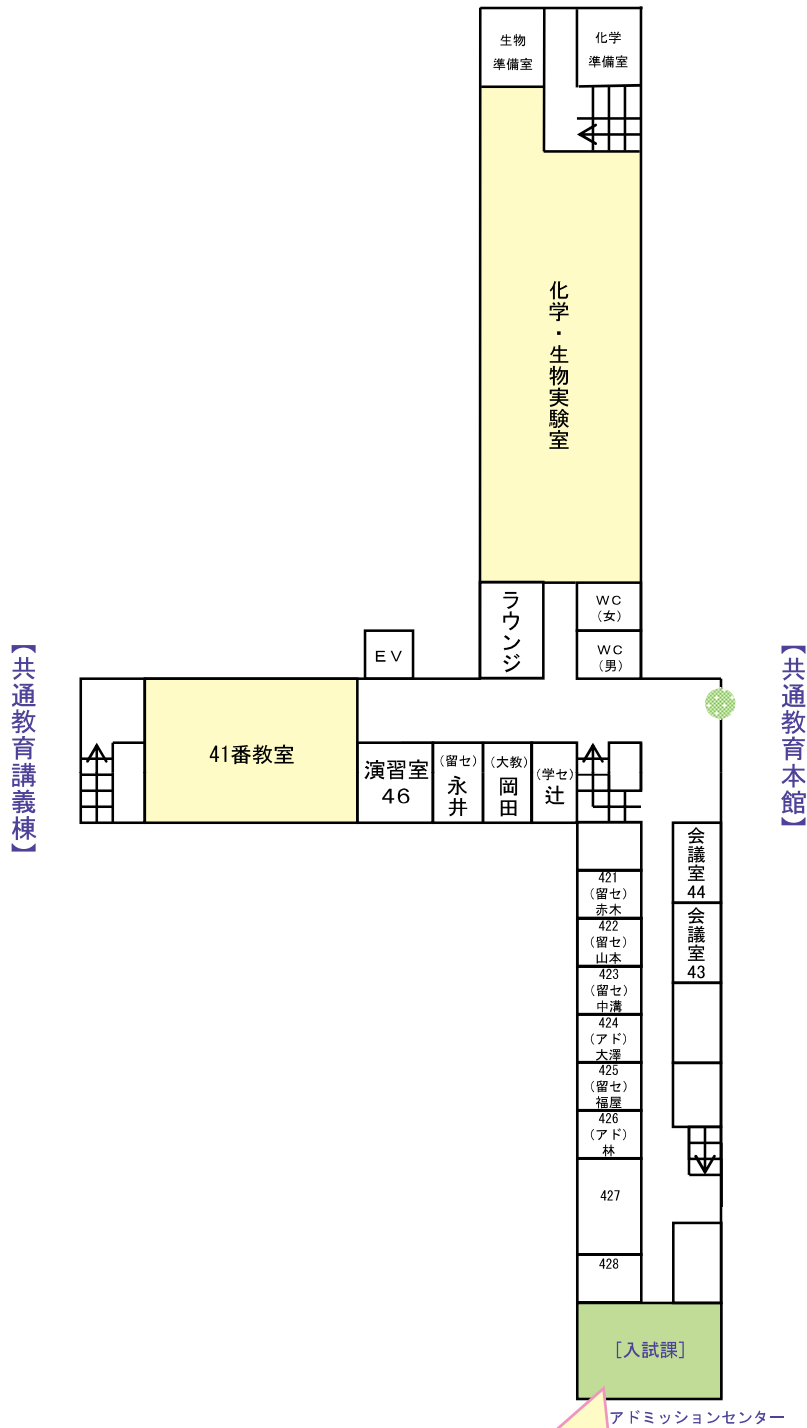 生物
準備室
化学
準備室
化学・生物実験室
ラウンジ
WC
（女）
WC
（男）
EV
【共通教育講義棟】
【共通教育本館】
41番教室
演習室
46
（留セ）
永井
（大教）
岡田
（学セ）
辻
会議室
44
会議室
43
421
（留セ）
赤木
422
（留セ）
山本
423
（留セ）
中溝
424
（アド）
大澤
425
（留セ）
福屋
426
（アド）
林
427
428
［入試課］
アドミッションセンター